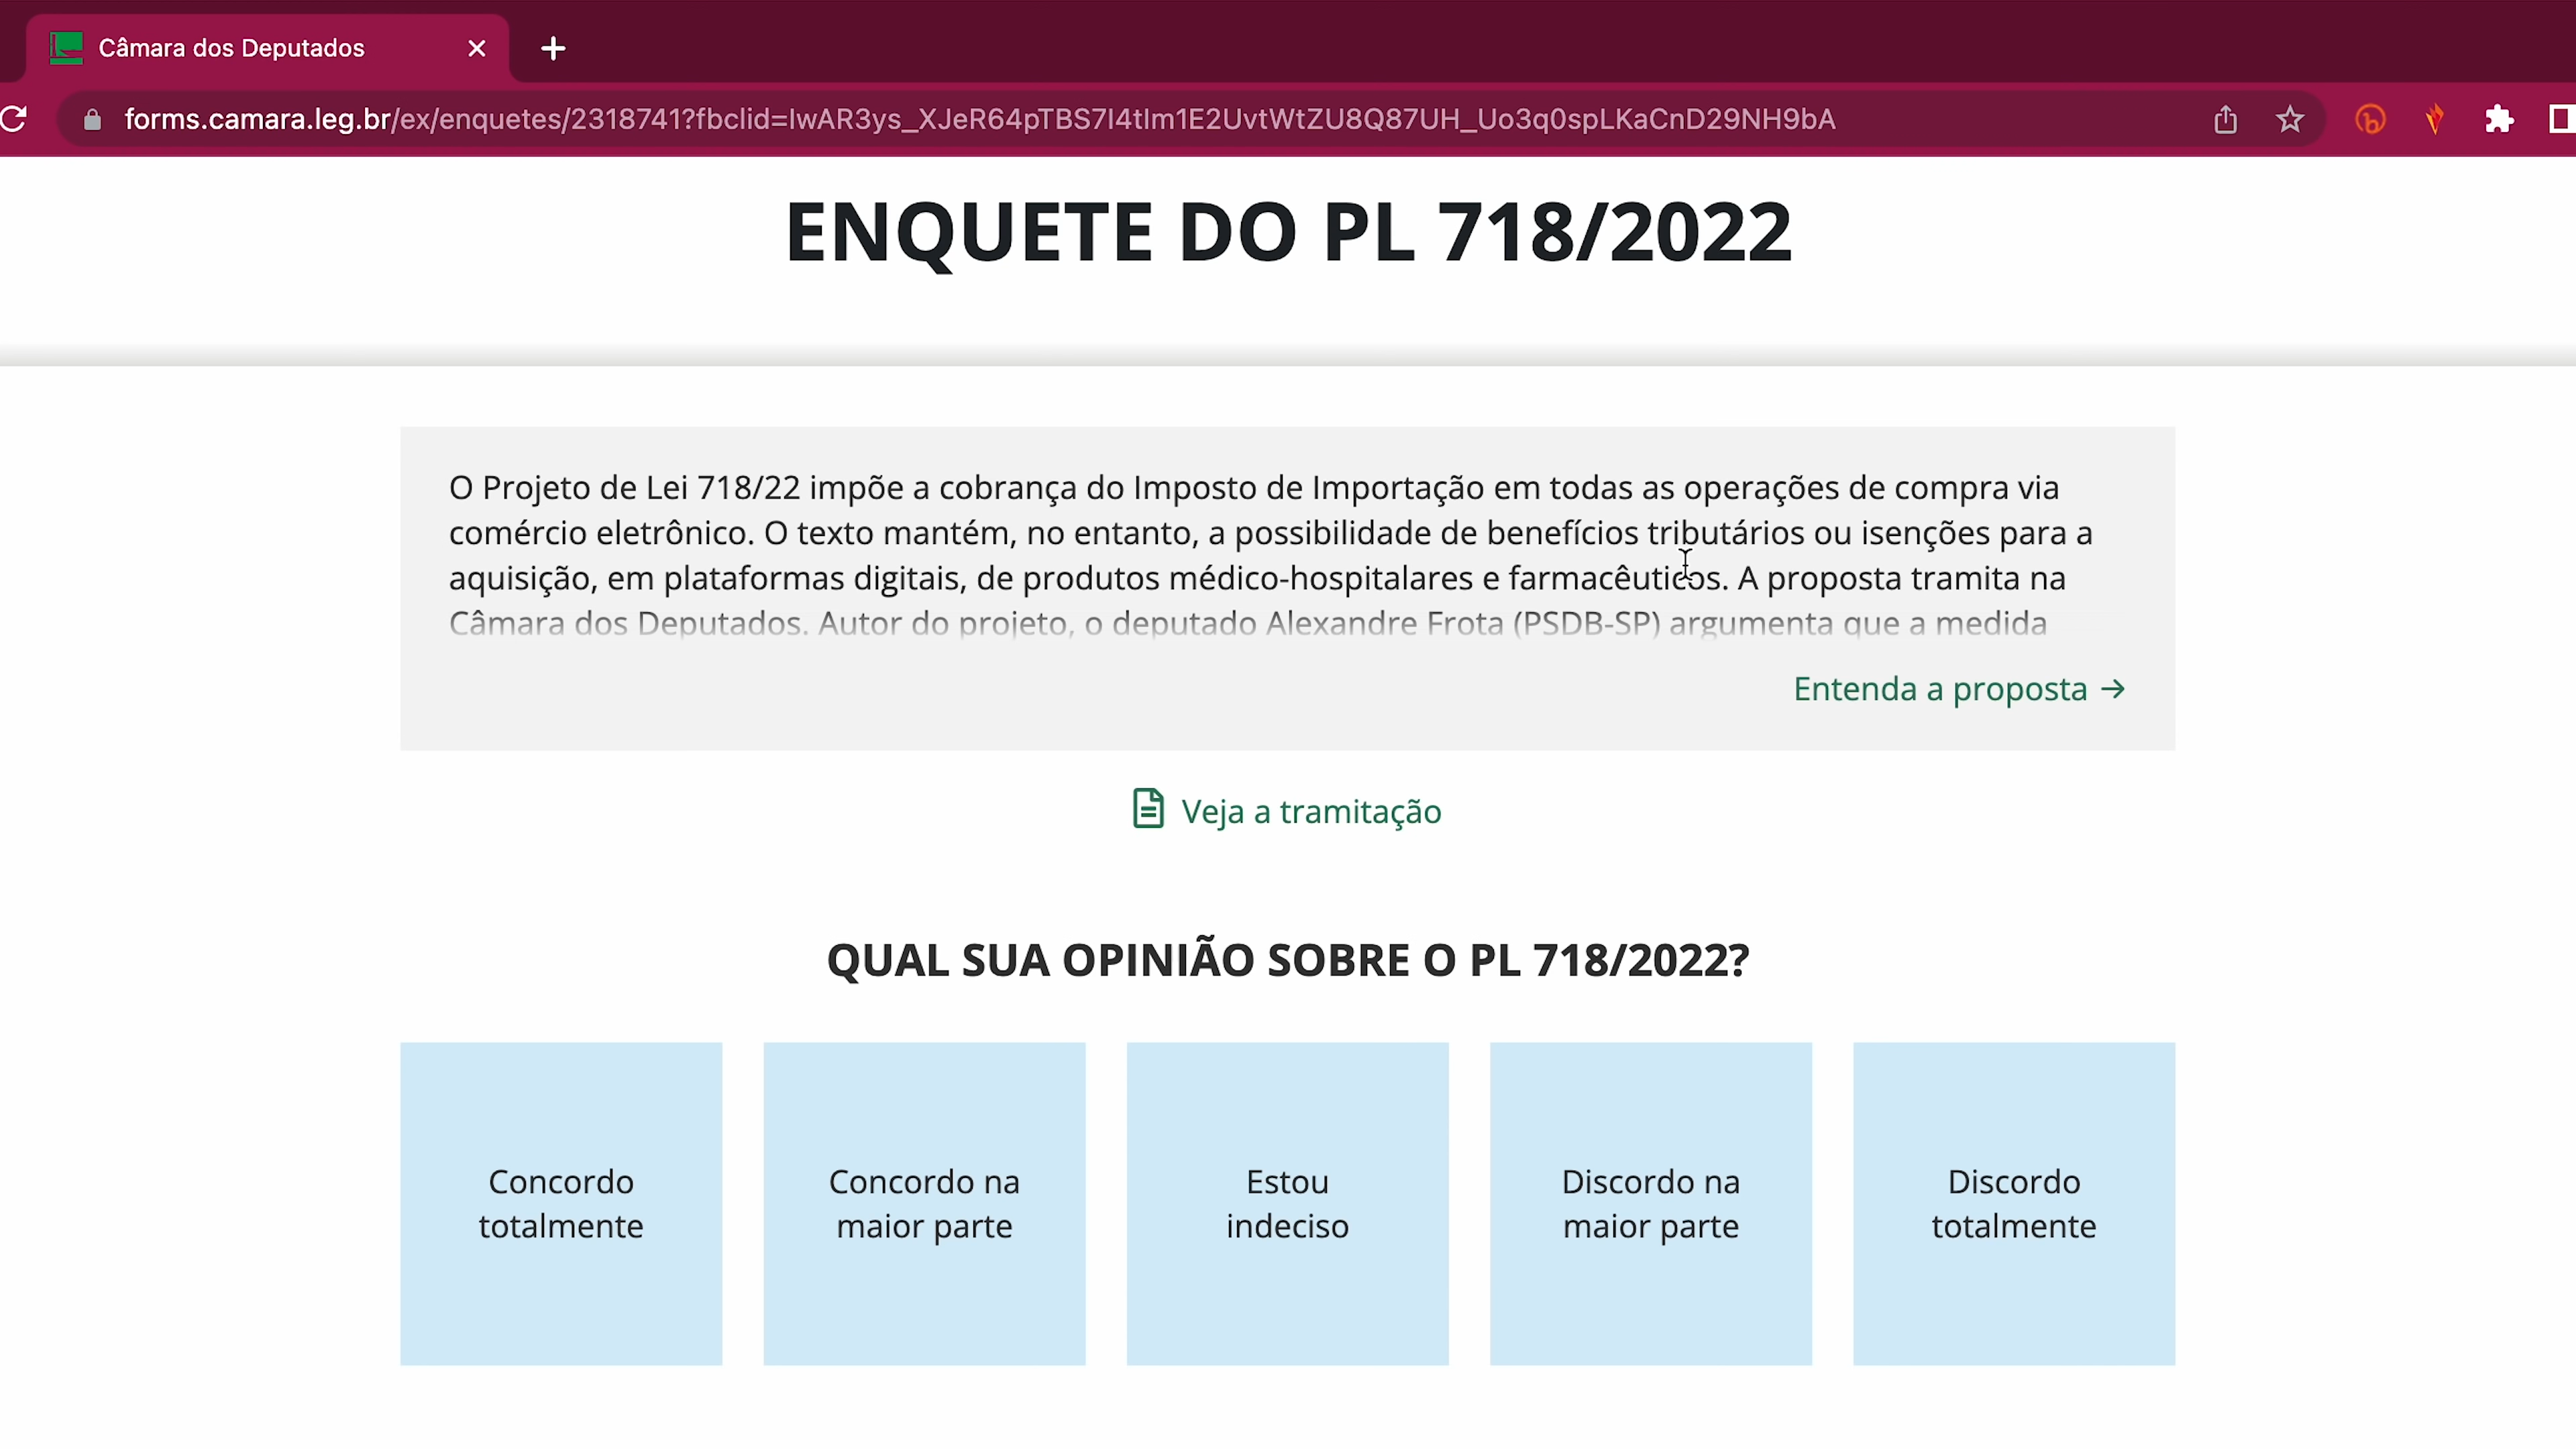 Câmara dos Deputados
forms.camara.leg.br/ex/enquetes/2318741?fbclid=IwAR3ys_XJeR64pTBS7I4tIm1E2UvtWtZU8Q87UH_Uo3q0spLKaCnD29NH9bA
ENQUETE DO PL 718/2022
O Projeto de Lei 718/22 impõe a cobrança do Imposto de Importação em todas as operações de compra via
comércio eletrônico. O texto mantém, no entanto, a possibilidade de benefícios tributários ou isenções para a
aquisição, em plataformas digitais, de produtos médico-hospitalares e farmacêuticos. A proposta tramita na
Câmara dos Deputados. Autor do projeto, o deputado Alexandre Frota (PSDB-SP) argumenta que a medida
Entenda a proposta →
Veja a tramitação
QUAL SUA OPINIÃO SOBRE O PL 718/2022?
Concordo
totalmente
Concordo na
maior parte
Estou
indeciso
Discordo na
maior parte
Discordo
totalmente